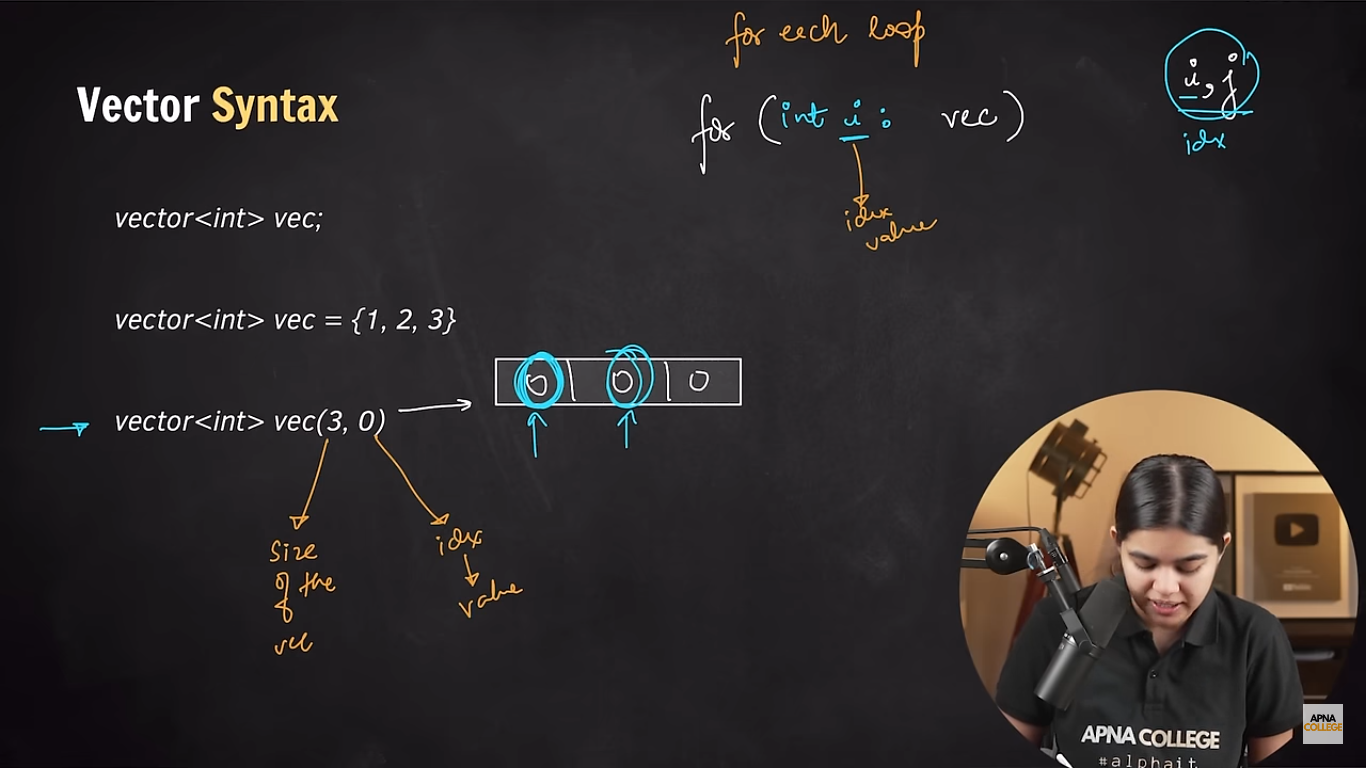 for each loop
Vector Syntax
for (int i : vec)
i, j
idx
idx
value
vector<int> vec;
vector<int> vec = {1, 2, 3}
0 | 0 | 0
vector<int> vec(3, 0)
size
of the
vec
idx
value
APNA
COLLEGE
APNA COLLEGE
#alphait